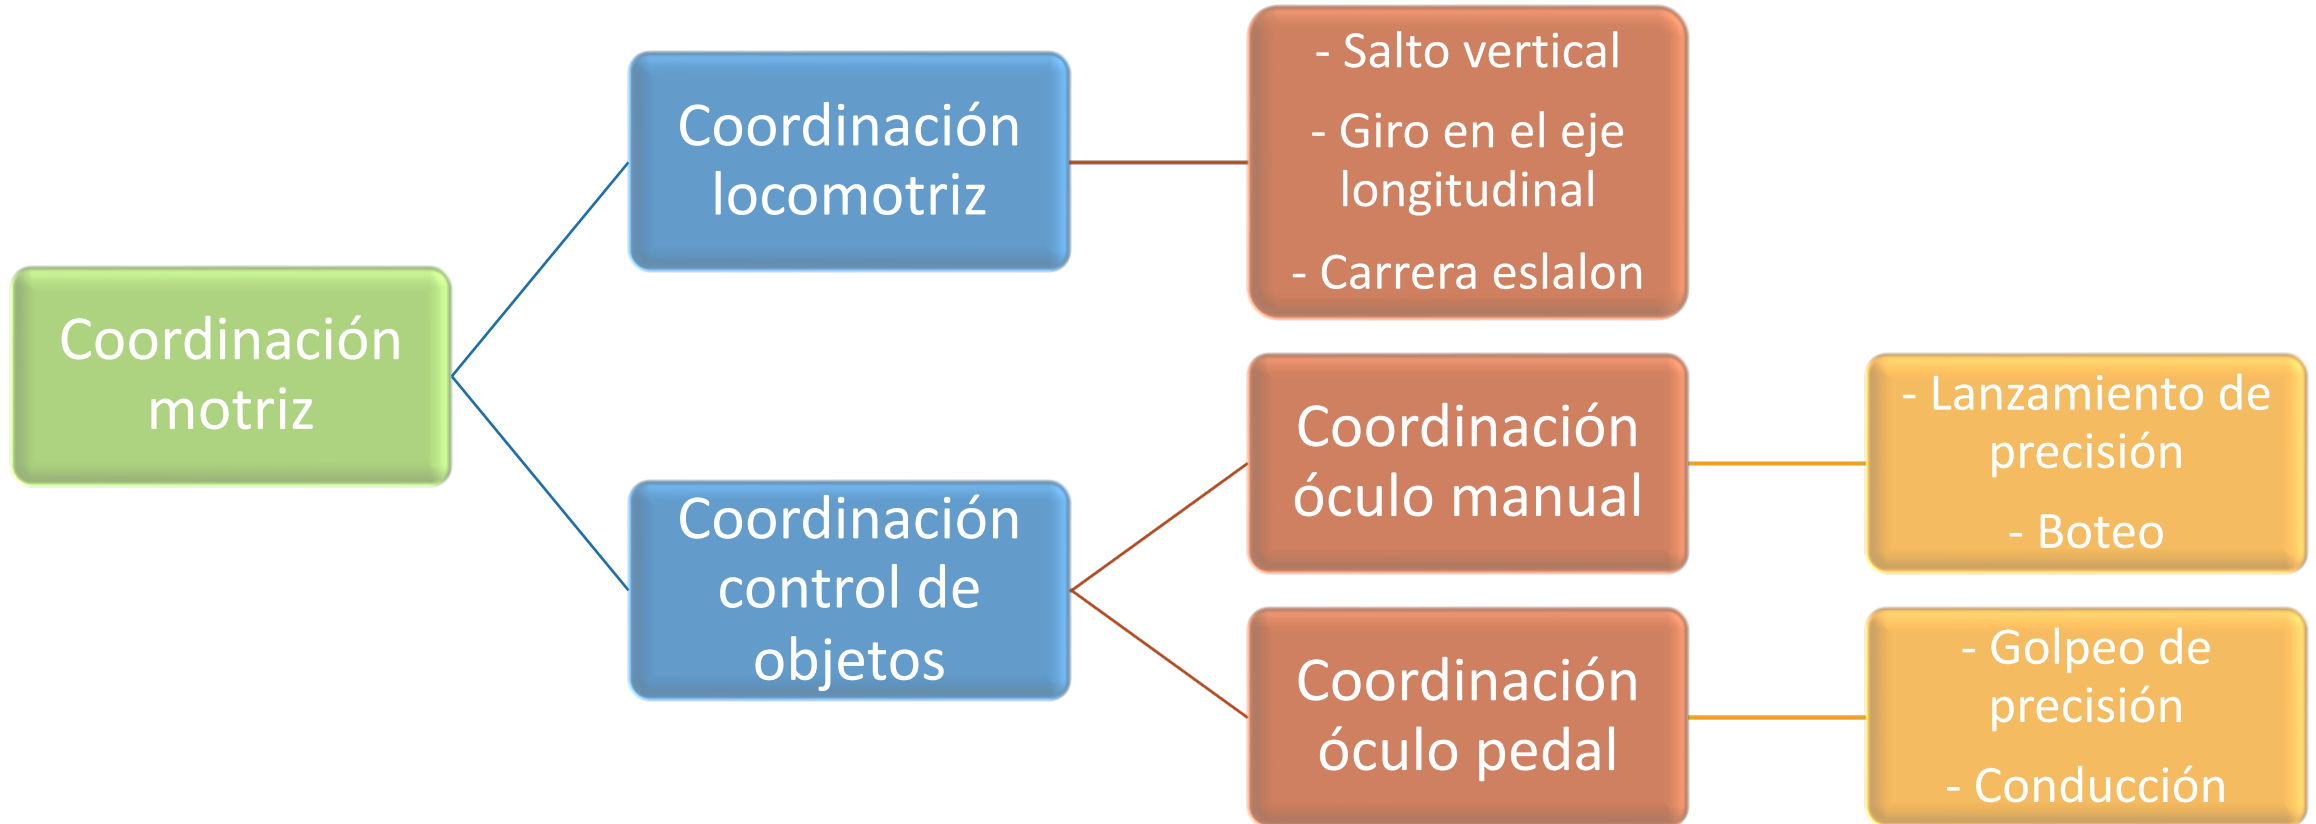 Coordinación
motriz
Coordinación
locomotriz
- Salto vertical
- Giro en el eje
longitudinal
- Carrera eslalon
Coordinación
control de
objetos
Coordinación
óculo manual
- Lanzamiento de
precisión
- Boteo
Coordinación
óculo pedal
- Golpeo de
precisión
- Conducción